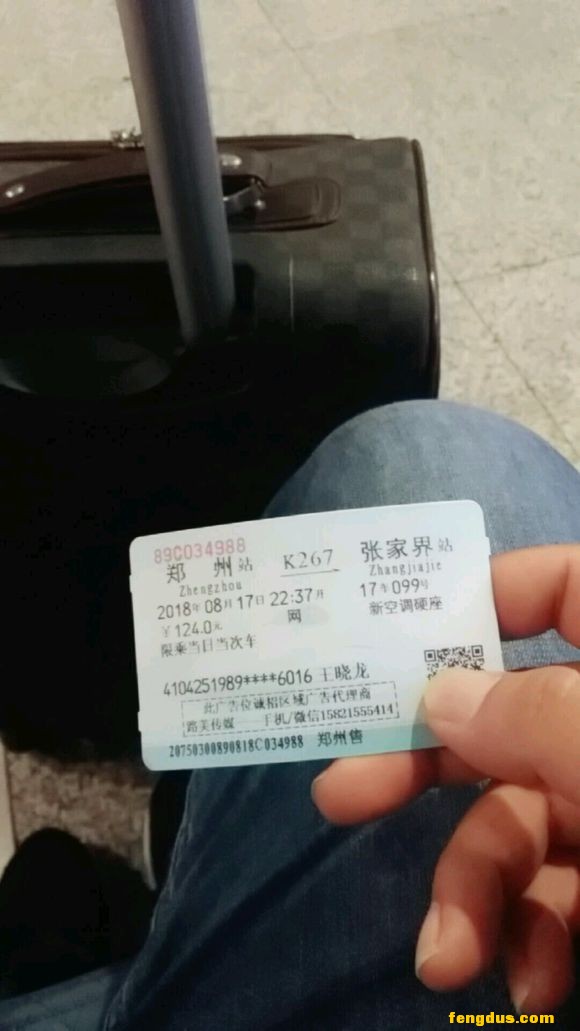 89C034988
郑州站 K267 张家界站
Zhengzhou Zhangjiajie
2018年08月17日22:37开 17车099号
¥124.0元 网 新空调硬座
限乘当日当次车
4104251989****6016 王晓龙
此广告位诚招区域广告代理商
路美传媒 手机/微信15821555414
20750300890818C034988 郑州售
fengdus.com